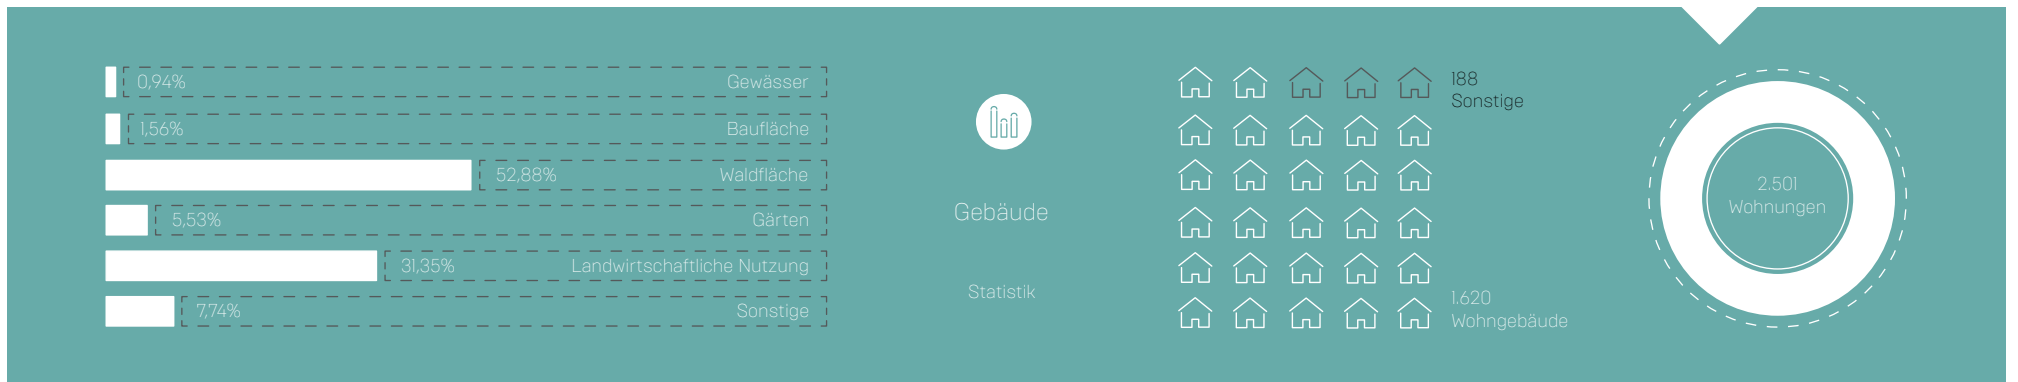 0,94% Gewässer
1,56% Baufläche
52,88% Waldfläche
5,53% Gärten
31,35% Landwirtschaftliche Nutzung
7,74% Sonstige
Gebäude
Statistik
188
Sonstige
1.620
Wohngebäude
2.501
Wohnungen